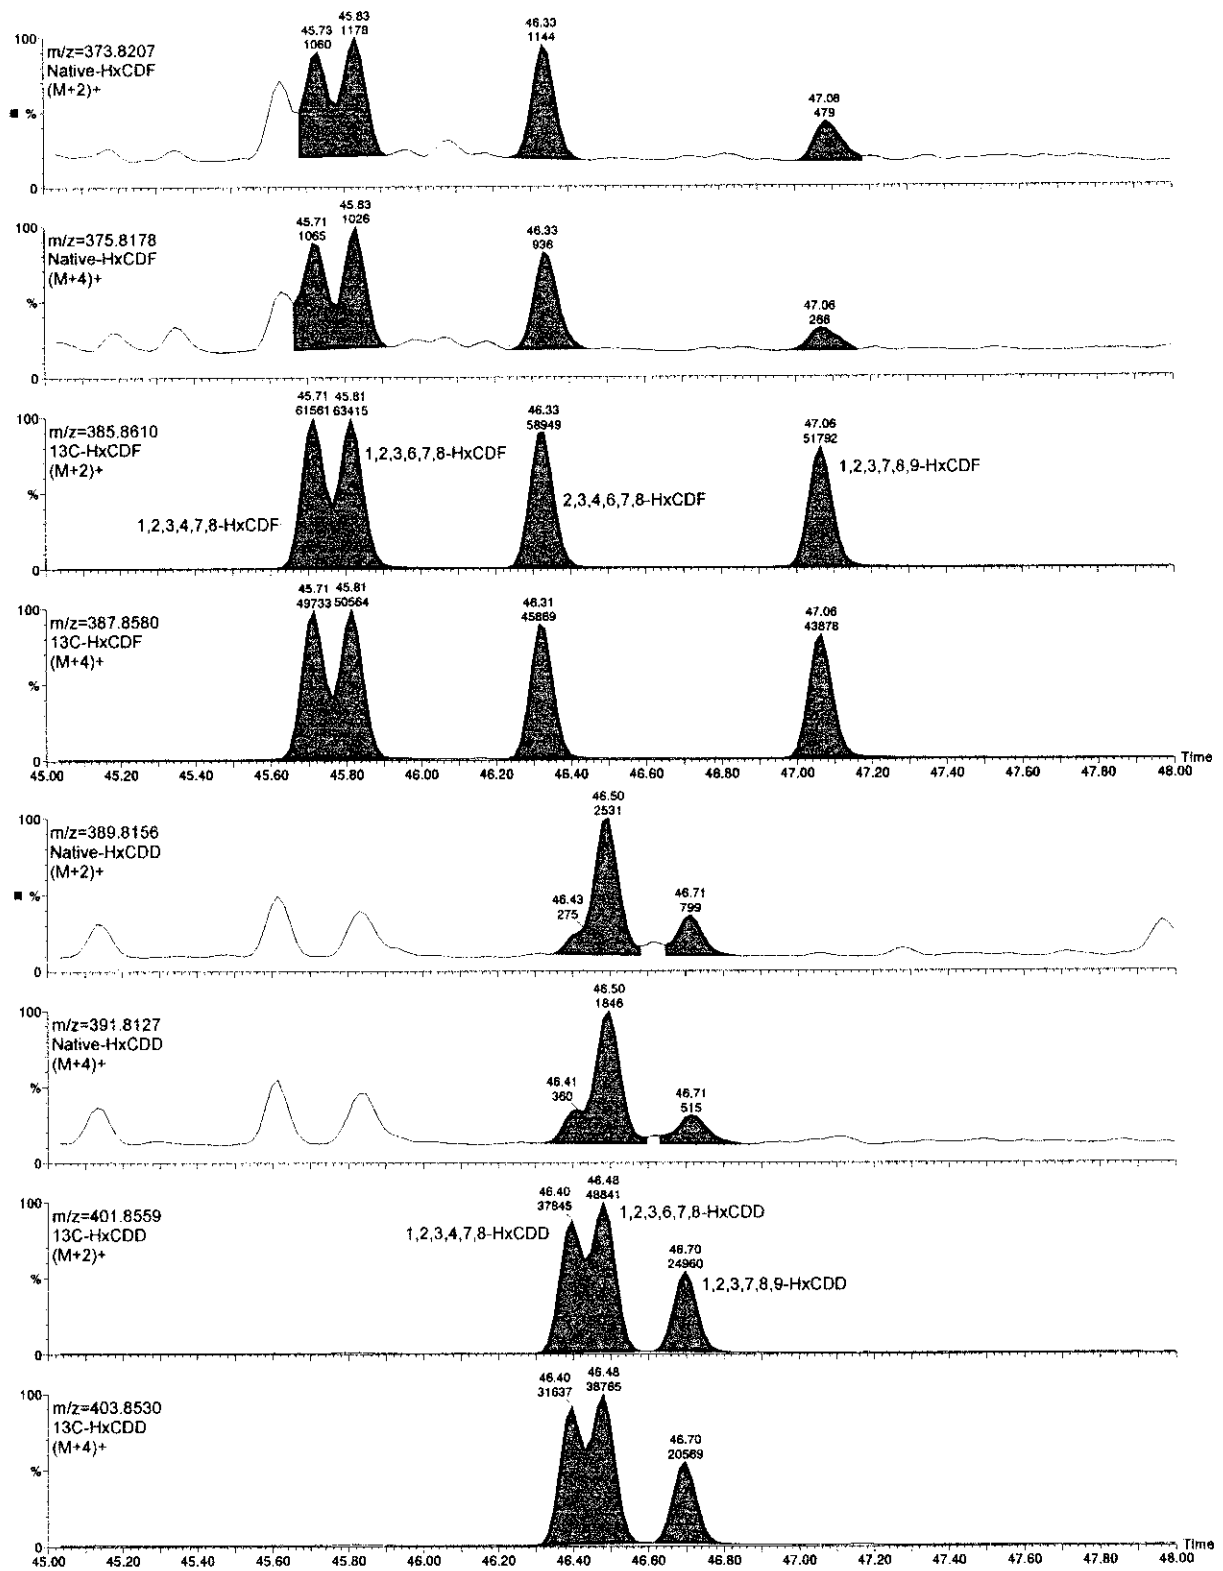 45.73
1060
45.83
1178
46.33
1144
47.08
479
100
m/z=373.8207
Native-HxCDF
(M+2)+
%
0
45.71
1065
45.83
1026
46.33
936
47.06
266
100
m/z=375.8178
Native-HxCDF
(M+4)+
%
0
45.71
61561
45.81
63415
46.33
58949
47.06
51792
100
m/z=385.8610
13C-HxCDF
(M+2)+
%
1,2,3,4,7,8-HxCDF
1,2,3,6,7,8-HxCDF
2,3,4,6,7,8-HxCDF
1,2,3,7,8,9-HxCDF
0
45.71
49733
45.81
50564
46.31
45869
47.06
43878
100
m/z=387.8580
13C-HxCDF
(M+4)+
%
0
Time
45.00 45.20 45.40 45.60 45.80 46.00 46.20 46.40 46.60 46.80 47.00 47.20 47.40 47.60 47.80 48.00
46.43
275
46.50
2531
46.71
799
100
m/z=389.8156
Native-HxCDD
(M+2)+
%
0
46.41
360
46.50
1846
46.71
515
100
m/z=391.8127
Native-HxCDD
(M+4)+
%
0
46.40
37845
46.48
48841
46.70
24960
100
m/z=401.8559
13C-HxCDD
(M+2)+
%
1,2,3,4,7,8-HxCDD
1,2,3,6,7,8-HxCDD
1,2,3,7,8,9-HxCDD
0
46.40
31637
46.48
38765
46.70
20569
100
m/z=403.8530
13C-HxCDD
(M+4)+
%
0
Time
45.00 45.20 45.40 45.60 45.80 46.00 46.20 46.40 46.60 46.80 47.00 47.20 47.40 47.60 47.80 48.00